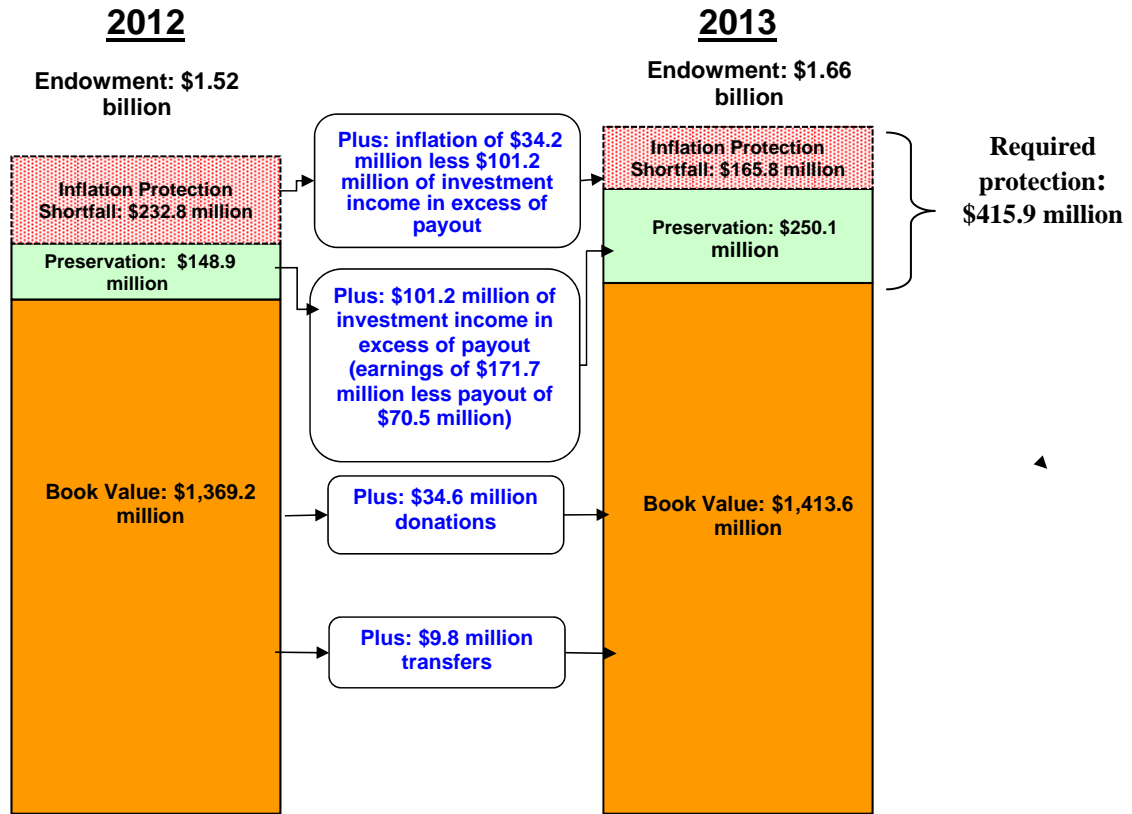 2012
Endowment: $1.52
billion
Inflation Protection
Shortfall: $232.8 million
Preservation: $148.9
million
Book Value: $1,369.2
million
Plus: inflation of $34.2
million less $101.2
million of investment
income in excess of
payout
Plus: $101.2 million of
investment income in
excess of payout
(earnings of $171.7
million less payout of
$70.5 million)
Plus: $34.6 million
donations
Plus: $9.8 million
transfers
2013
Endowment: $1.66
billion
Inflation Protection
Shortfall: $165.8 million
Preservation: $250.1
million
Book Value: $1,413.6
million
Required
protection:
$415.9 million